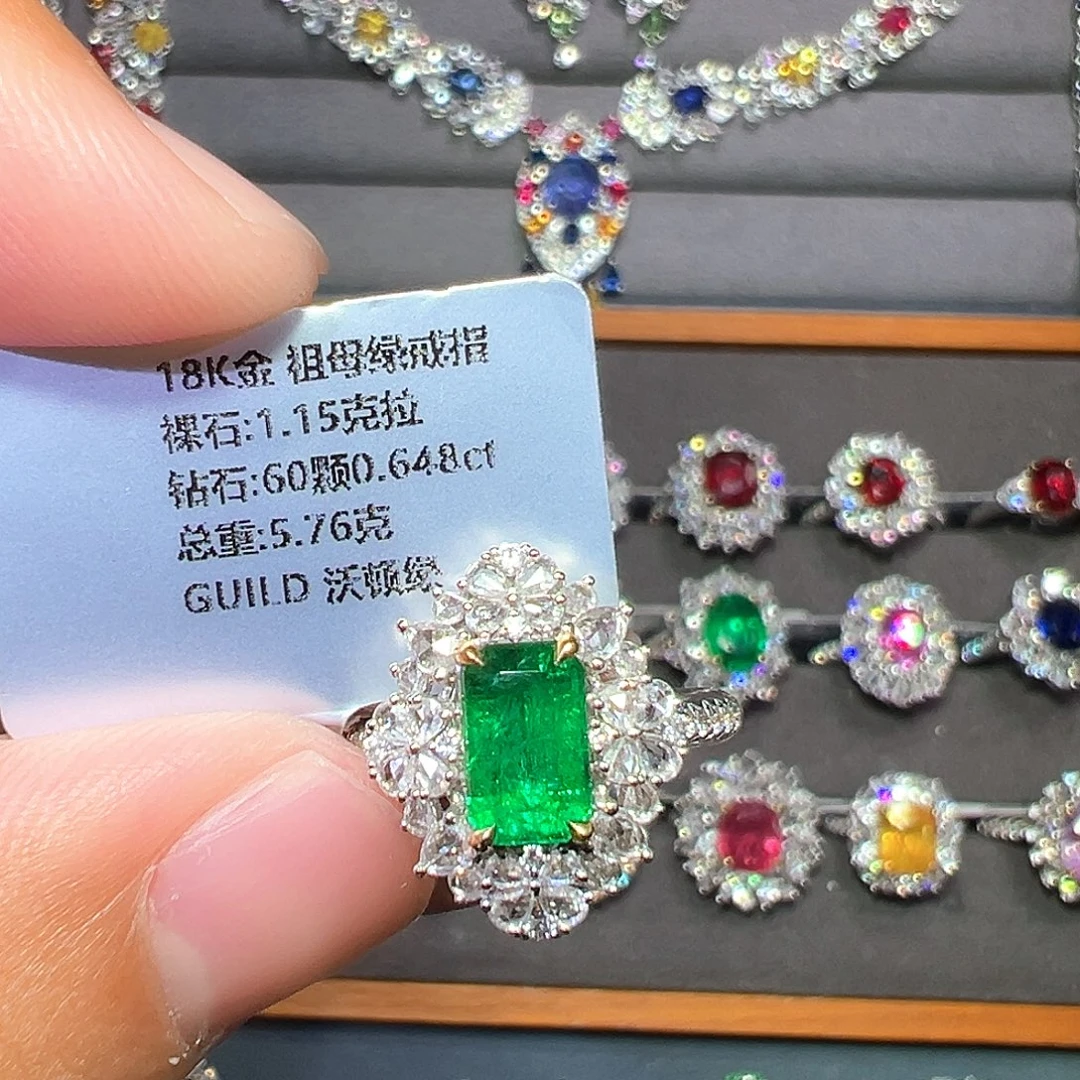 18K金 祖母绿戒指
裸石:1.15克拉
钻石:60颗0.648ct
总重:5.76克
GUILD 沃顿绿